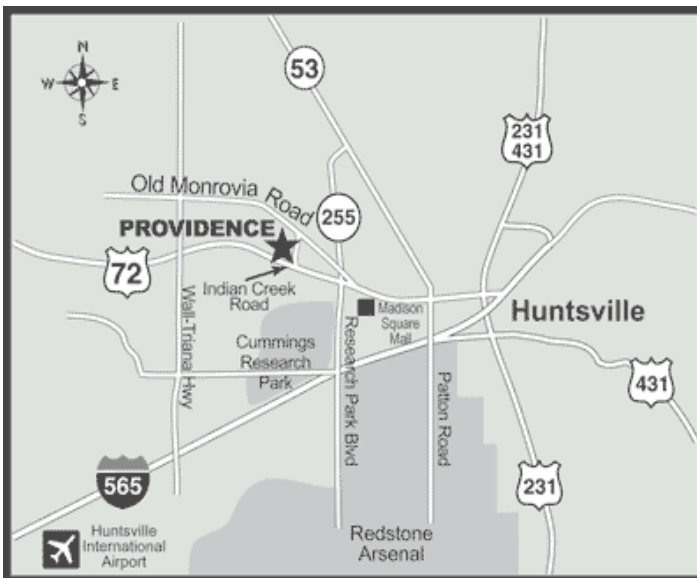 N
W E
S
53
231
431
Old Monrovia Road
255
PROVIDENCE
72
Indian Creek
Road
Wall-Triana Hwy
Madison
Square
Mall
Huntsville
Cummings
Research
Park
Research Park Blvd
Patton Road
431
565
231
Huntsville
International
Airport
Redstone
Arsenal